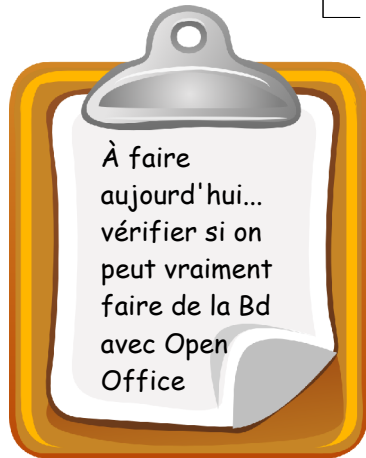 À faire
aujourd'hui...
vérifier si on
peut vraiment
faire de la Bd
avec Open
Office